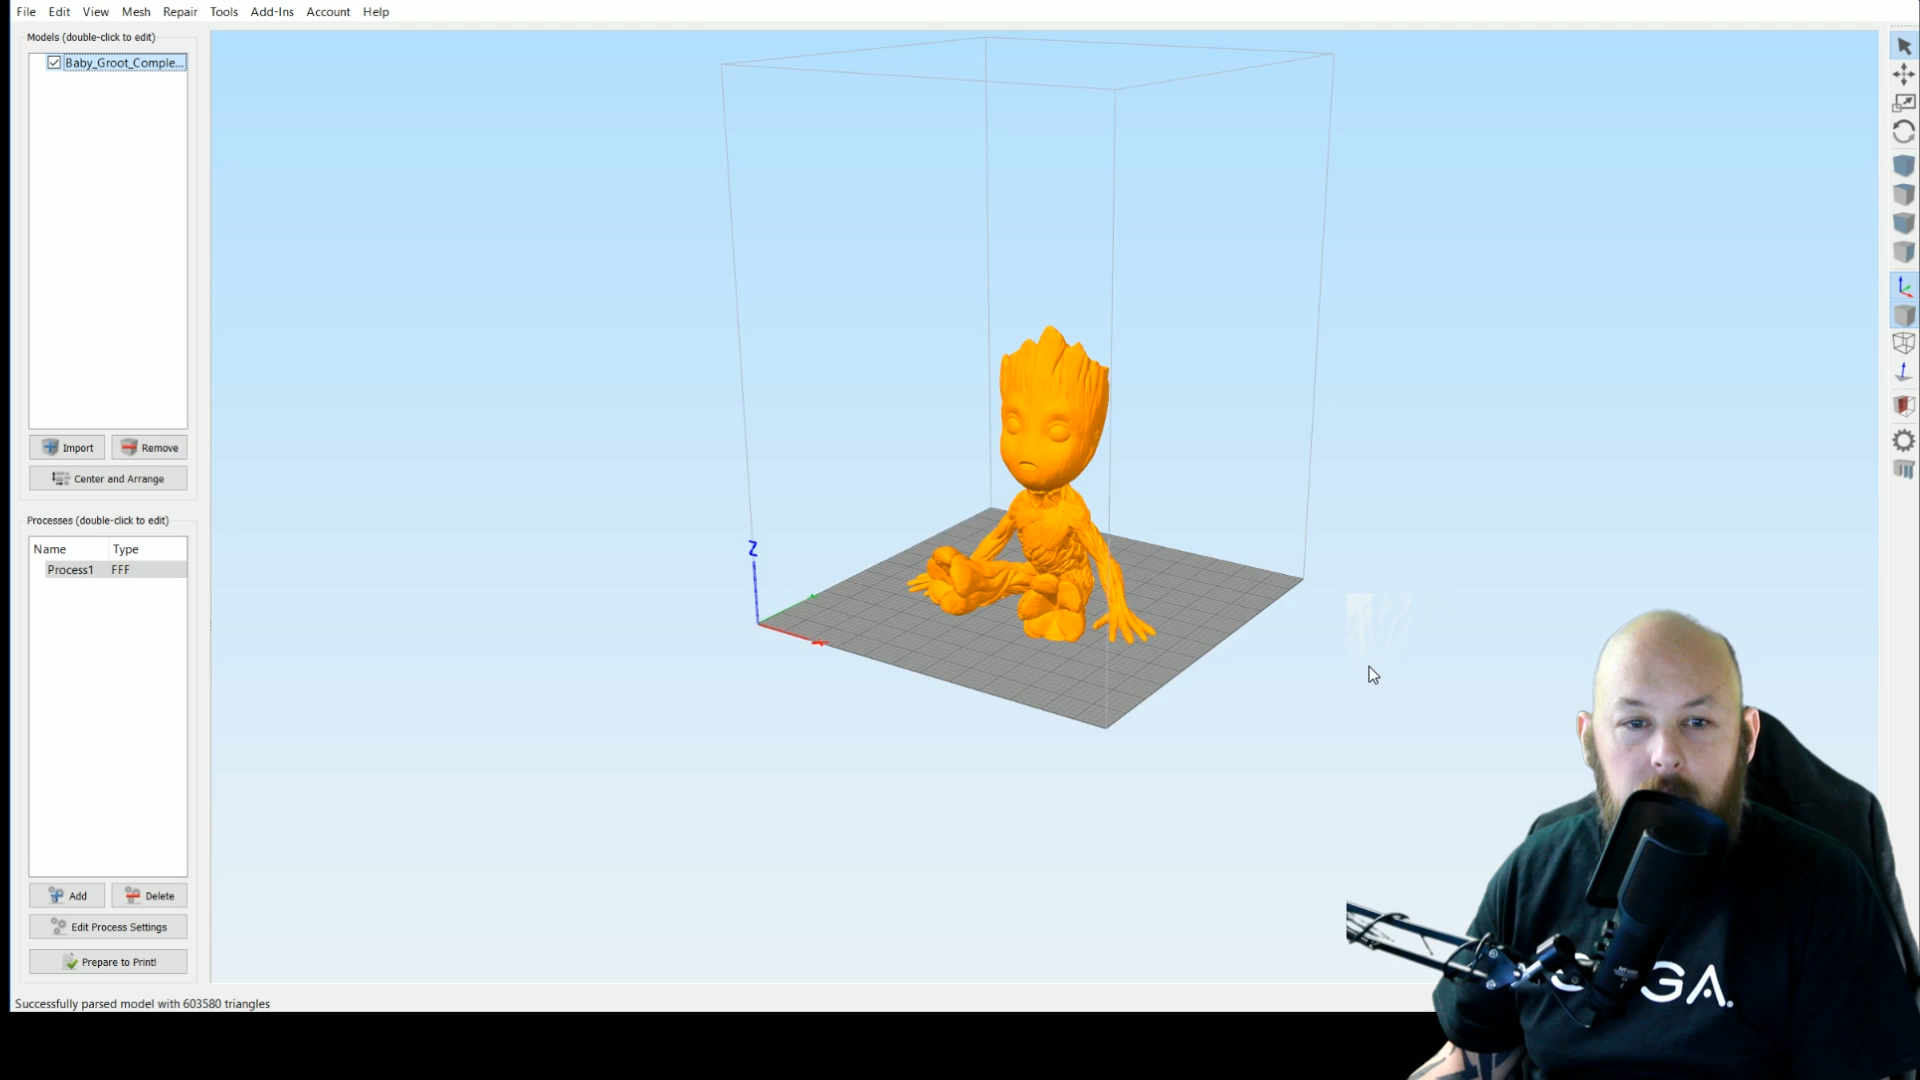 File Edit View Mesh Repair Tools Add-Ins Account Help
Models (double-click to edit)
Baby_Groot_Comple...
Import Remove
Center and Arrange
Processes (double-click to edit)
Name Type
Process1 FFF
Z
Add Delete
Edit Process Settings
Prepare to Print!
Successfully parsed model with 603580 triangles